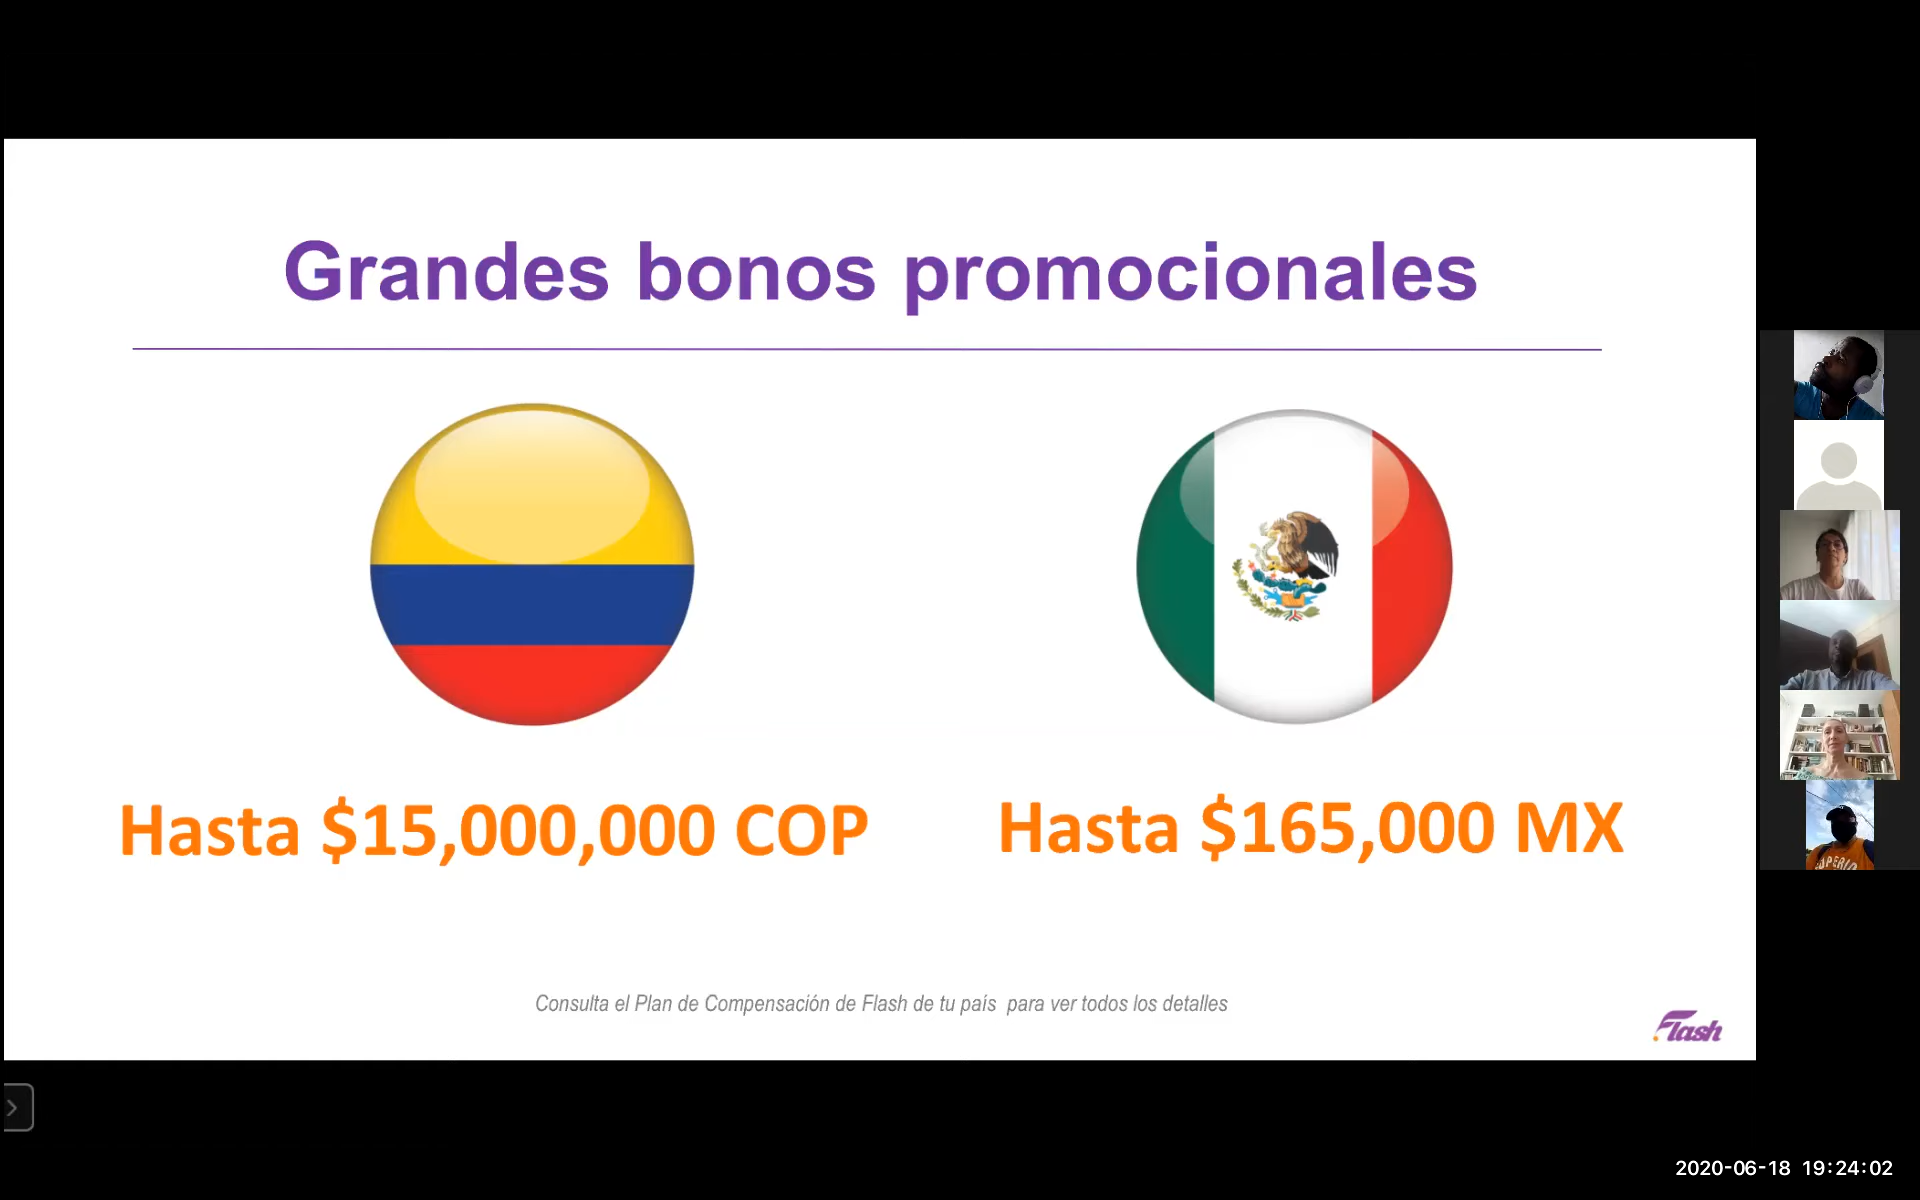 Grandes bonos promocionales
Hasta $15,000,000 COP
Hasta $165,000 MX
Consulta el Plan de Compensación de Flash de tu país para ver todos los detalles
Flash
2020-06-18 19:24:02